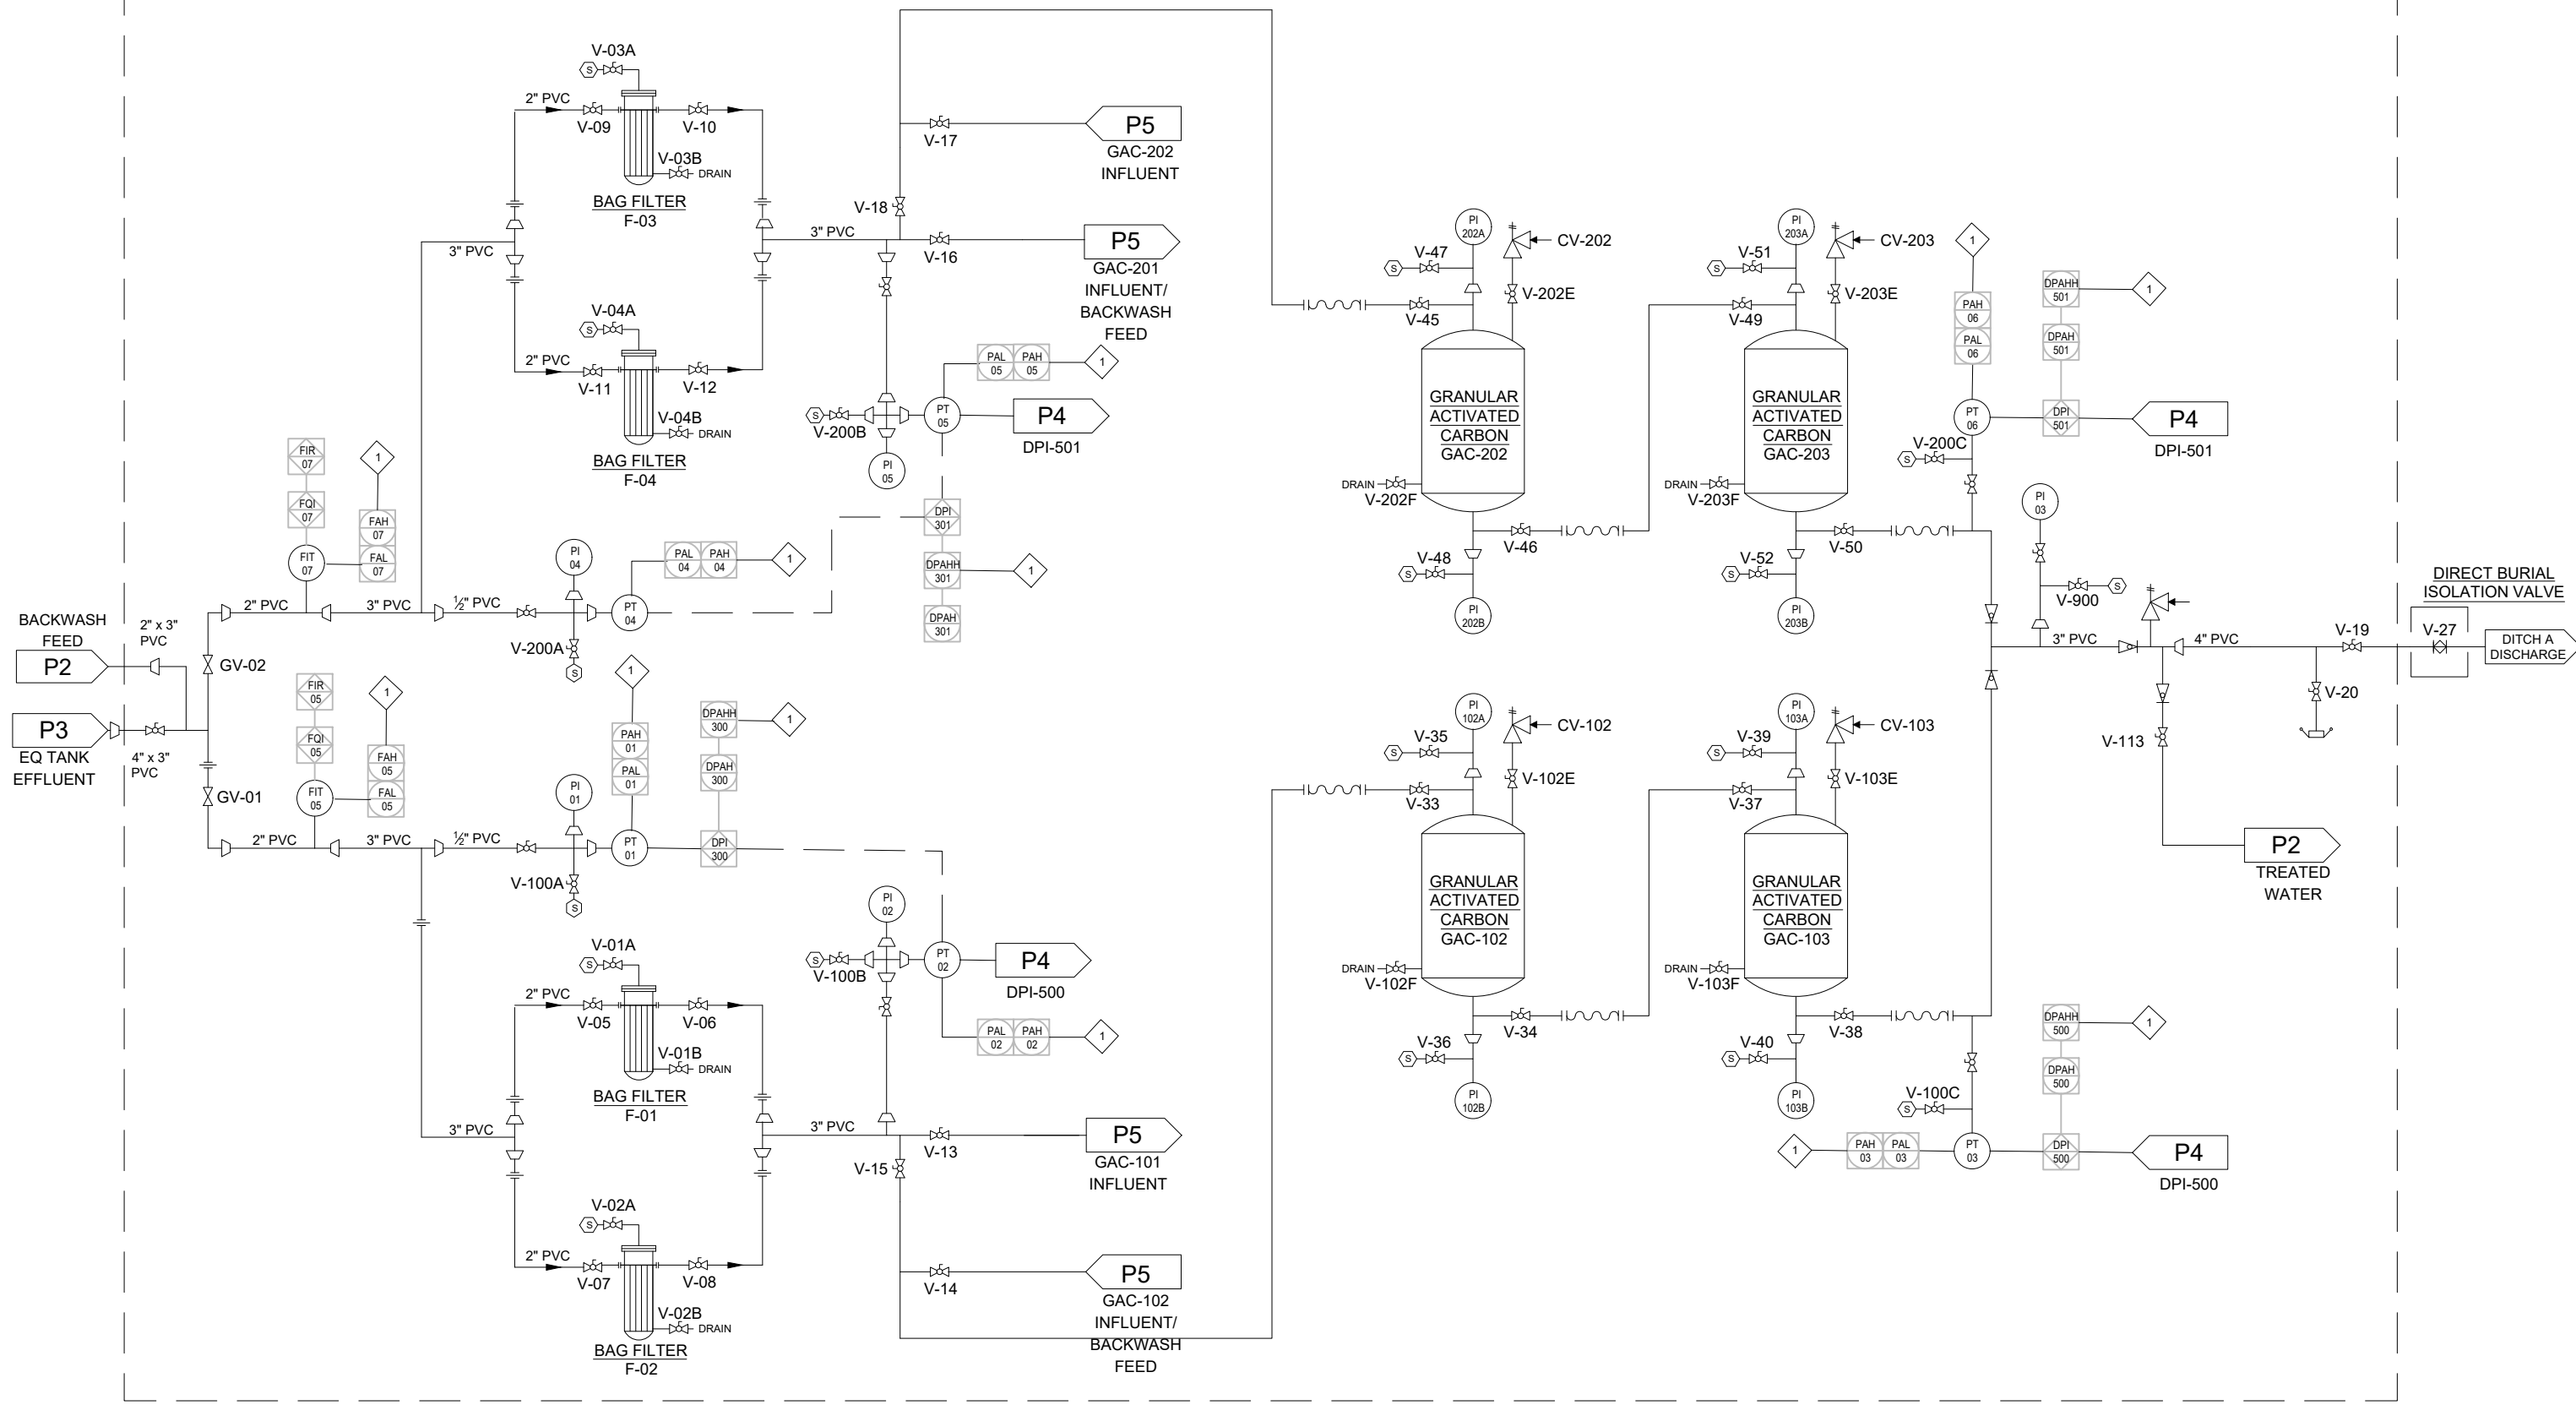 V-03A
S
2" PVC
V-09
V-10
V-03B
DRAIN
BAG FILTER
F-03
V-17
P5
GAC-202
INFLUENT
V-18
3" PVC
3" PVC
V-16
P5
GAC-201
INFLUENT/
BACKWASH
FEED
V-04A
S
2" PVC
V-11
V-12
V-04B
DRAIN
BAG FILTER
F-04
PAL
05
PAH
05
1
S
V-200B
PT
05
P4
DPI-501
PI
05
FIR
07
1
FQI
07
FAH
07
FIT
07
FAL
07
PI
04
PAL
04
PAH
04
1
DPI
301
DPAHH
301
1
DPAH
301
2" PVC
3" PVC
½" PVC
PT
04
V-200A
S
BACKWASH
FEED
P2
2" x 3"
PVC
GV-02
P3
EQ TANK
EFFLUENT
4" x 3"
PVC
GV-01
FIR
05
1
FQI
05
FAH
05
FIT
05
FAL
05
1
PAH
01
PAL
01
DPAHH
300
1
DPAH
300
PI
01
2" PVC
3" PVC
½" PVC
PT
01
DPI
300
V-100A
S
PI
02
V-01A
S
2" PVC
V-05
V-06
V-01B
DRAIN
BAG FILTER
F-01
S
V-100B
PT
02
P4
DPI-500
PAL
02
PAH
02
1
3" PVC
3" PVC
V-13
P5
GAC-101
INFLUENT
V-15
V-02A
S
2" PVC
V-07
V-08
V-02B
DRAIN
BAG FILTER
F-02
V-14
P5
GAC-102
INFLUENT/
BACKWASH
FEED
PI
202A
V-47
S
CV-202
V-202E
V-45
GRANULAR
ACTIVATED
CARBON
GAC-202
DRAIN
V-202F
V-46
V-48
S
PI
202B
PI
203A
V-51
S
CV-203
V-203E
V-49
GRANULAR
ACTIVATED
CARBON
GAC-203
DRAIN
V-203F
V-50
V-52
S
PI
203B
1
PAH
06
PAL
06
PT
06
DPAHH
501
1
DPAH
501
DPI
501
P4
DPI-501
V-200C
S
PI
03
V-900
S
3" PVC
4" PVC
V-19
DIRECT BURIAL
ISOLATION VALVE
V-27
DITCH A
DISCHARGE
V-20
V-113
P2
TREATED
WATER
PI
102A
V-35
S
CV-102
V-102E
V-33
GRANULAR
ACTIVATED
CARBON
GAC-102
DRAIN
V-102F
V-34
V-36
S
PI
102B
PI
103A
V-39
S
CV-103
V-103E
V-37
GRANULAR
ACTIVATED
CARBON
GAC-103
DRAIN
V-103F
V-38
V-40
S
PI
103B
DPAHH
500
1
DPAH
500
V-100C
S
1
PAH
03
PAL
03
PT
03
DPI
500
P4
DPI-500